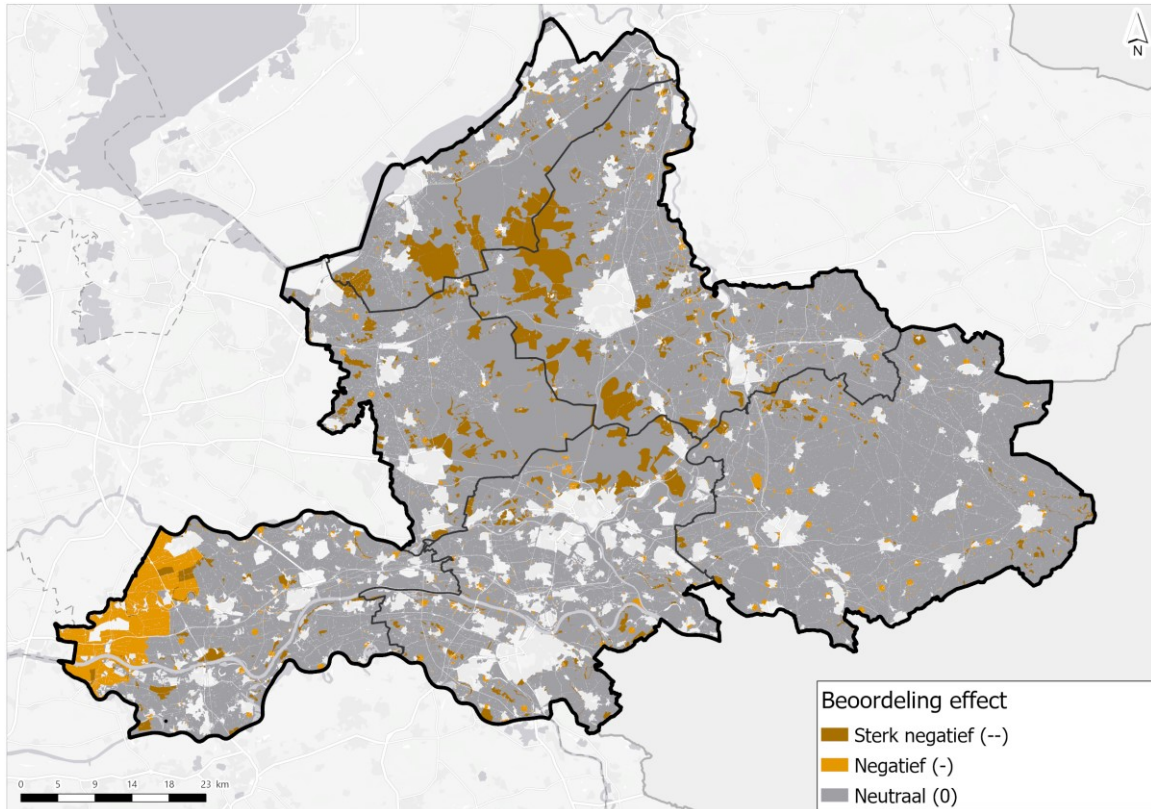 N
Beoordeling effect
Sterk negatief (--)
Negatief (-)
Neutraal (0)
0 5 9 14 18 23 km